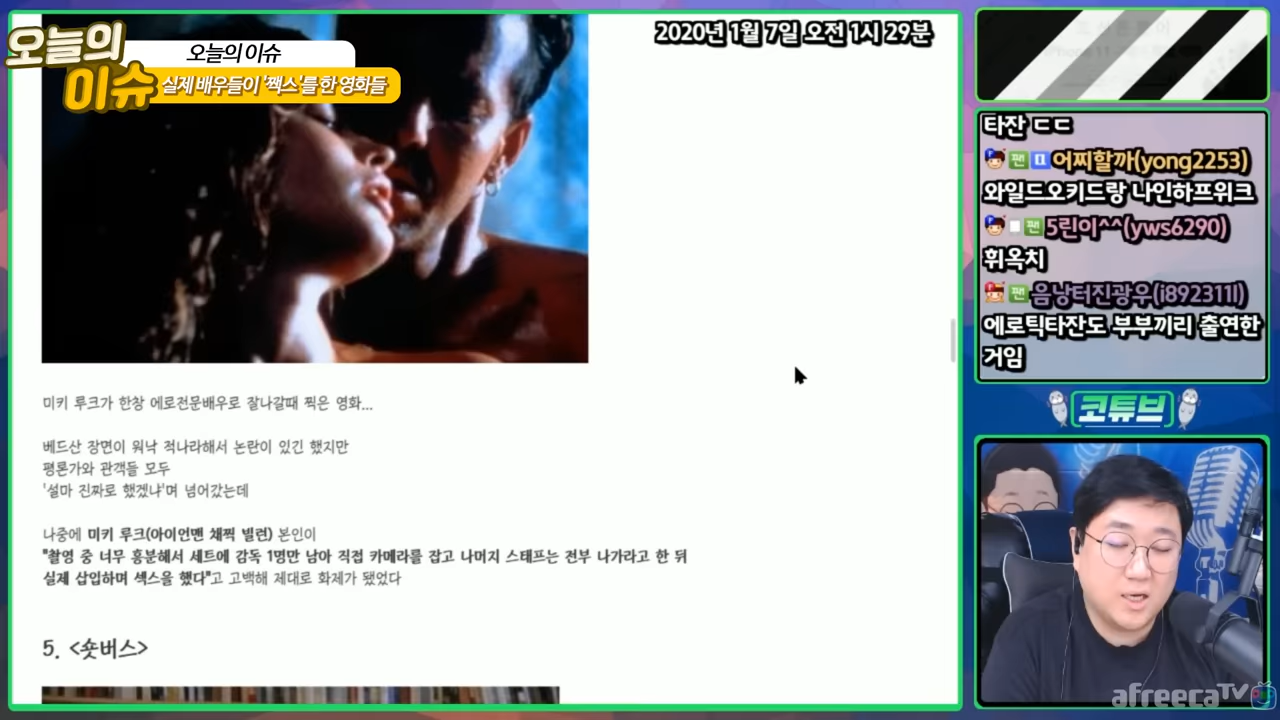 오늘의
이슈
오늘의 이슈
실제 배우들이 '짹스'를 한 영화들
2020년 1월 7일 오전 1시 29분
미키 루크가 한창 에로전문배우로 잘나갈때 찍은 영화...
베드산 장면이 워낙 적나라해서 논란이 있긴 했지만
평론가와 관객들 모두
'설마 진짜로 했겠냐'며 넘어갔는데
나중에 미키 루크(아이언맨 채찍 빌런) 본인이
"촬영 중 너무 흥분해서 세트에 감독 1명만 남아 직접 카메라를 잡고 나머지 스태프는 전부 나가라고 한 뒤
실제 삽입하며 섹스을 했다"고 고백해 제대로 화제가 됐었다
5. <숏버스>
타잔 ㄷㄷ
팬 어찌할까(yong2253)
와일드오키드랑 나인하프위크
팬 5린이^^(yws6290)
휘옥치
팬 음낭터진광우(i892311l)
에로틱타잔도 부부끼리 출연한
거임
코튜브
afreecaTV